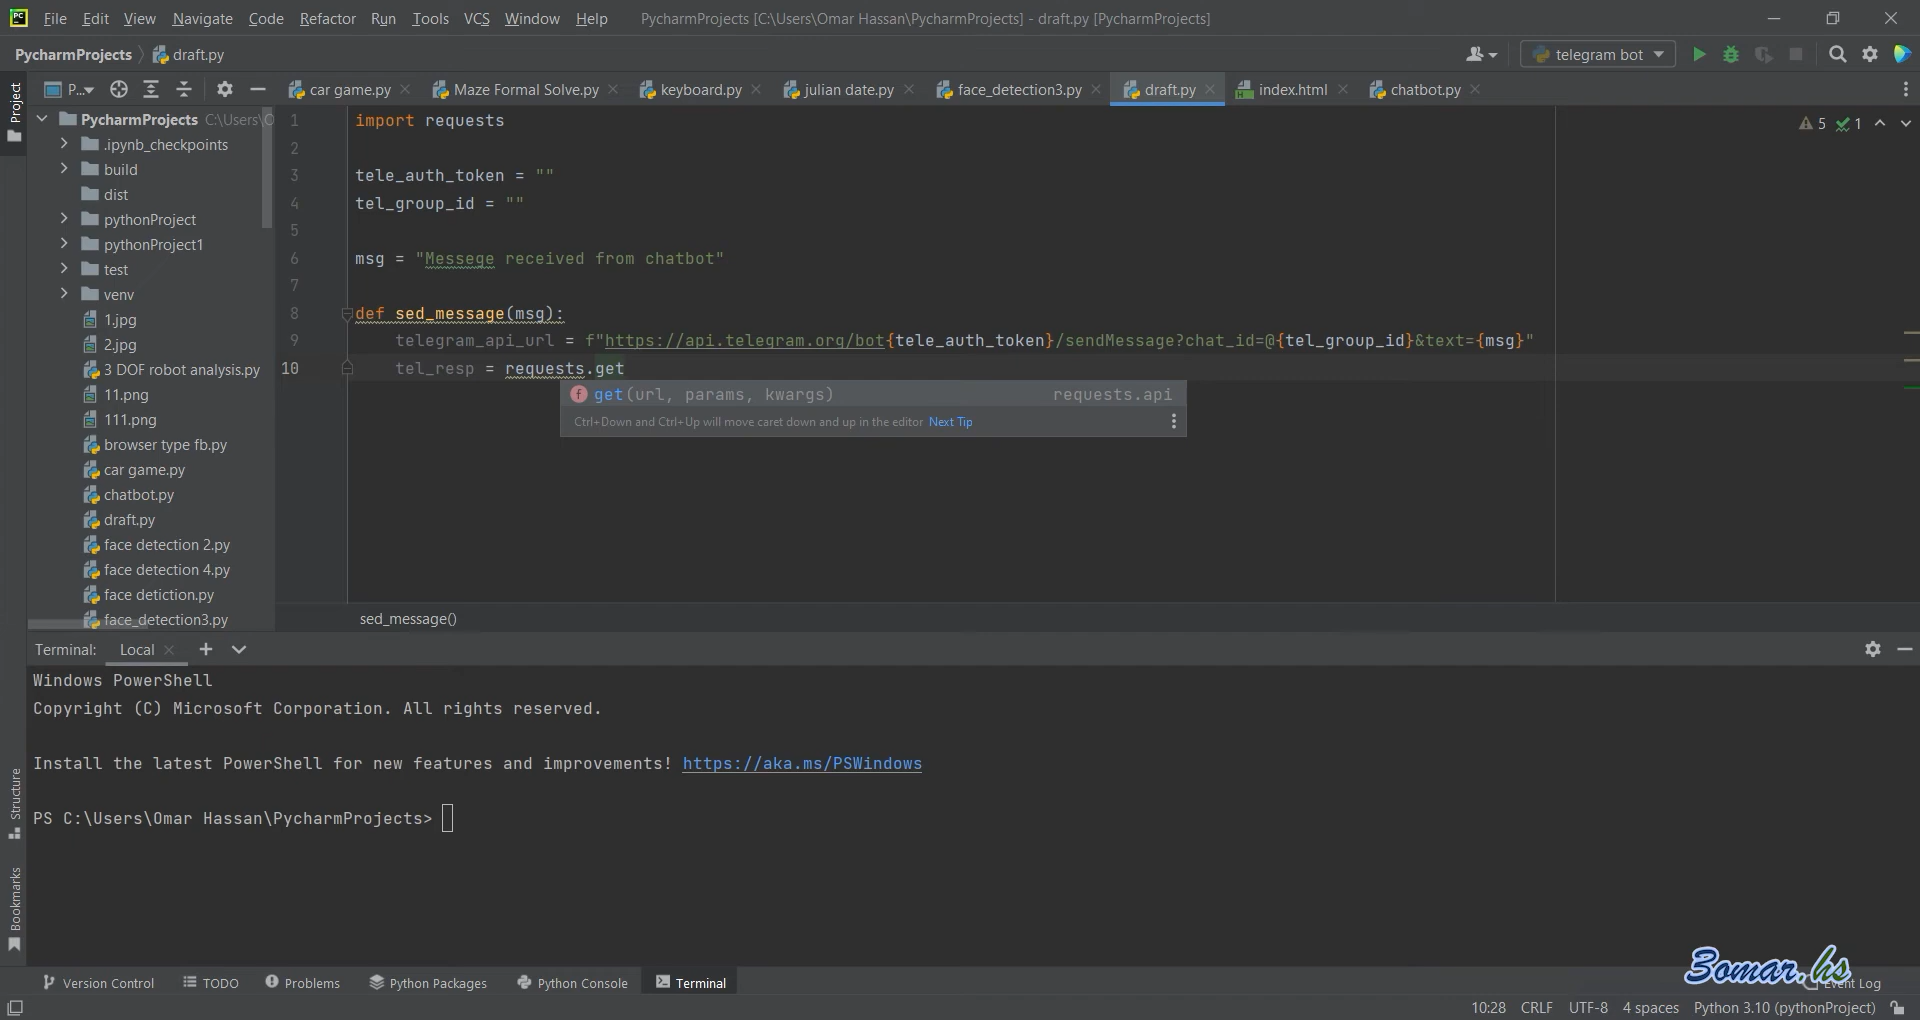 File Edit View Navigate Code Refactor Run Tools VCS Window Help PycharmProjects [C:\Users\Omar Hassan\PycharmProjects] - draft.py [PycharmProjects]
PycharmProjects draft.py telegram bot
Project
P... car game.py Maze Formal Solve.py keyboard.py julian date.py face_detection3.py draft.py index.html chatbot.py
PycharmProjects C:\Users\O
.ipynb_checkpoints
build
dist
pythonProject
pythonProject1
test
venv
1.jpg
2.jpg
3 DOF robot analysis.py
11.png
111.png
browser type fb.py
car game.py
chatbot.py
draft.py
face detection 2.py
face detection 4.py
face detiction.py
face_detection3.py
5 1
1 import requests
2
3 tele_auth_token = ""
4 tel_group_id = ""
5
6 msg = "Messege received from chatbot"
7
8 def sed_message(msg):
9 telegram_api_url = f"https://api.telegram.org/bot{tele_auth_token}/sendMessage?chat_id=@{tel_group_id}&text={msg}"
10 tel_resp = requests.get
f get(url, params, kwargs) requests.api
Ctrl+Down and Ctrl+Up will move caret down and up in the editor Next Tip
sed_message()
Terminal: Local
Windows PowerShell
Copyright (C) Microsoft Corporation. All rights reserved.
Install the latest PowerShell for new features and improvements! https://aka.ms/PSWindows
PS C:\Users\Omar Hassan\PycharmProjects>
Structure
Bookmarks
Version Control TODO Problems Python Packages Python Console Terminal Event Log
3omar.hs
10:28 CRLF UTF-8 4 spaces Python 3.10 (pythonProject)